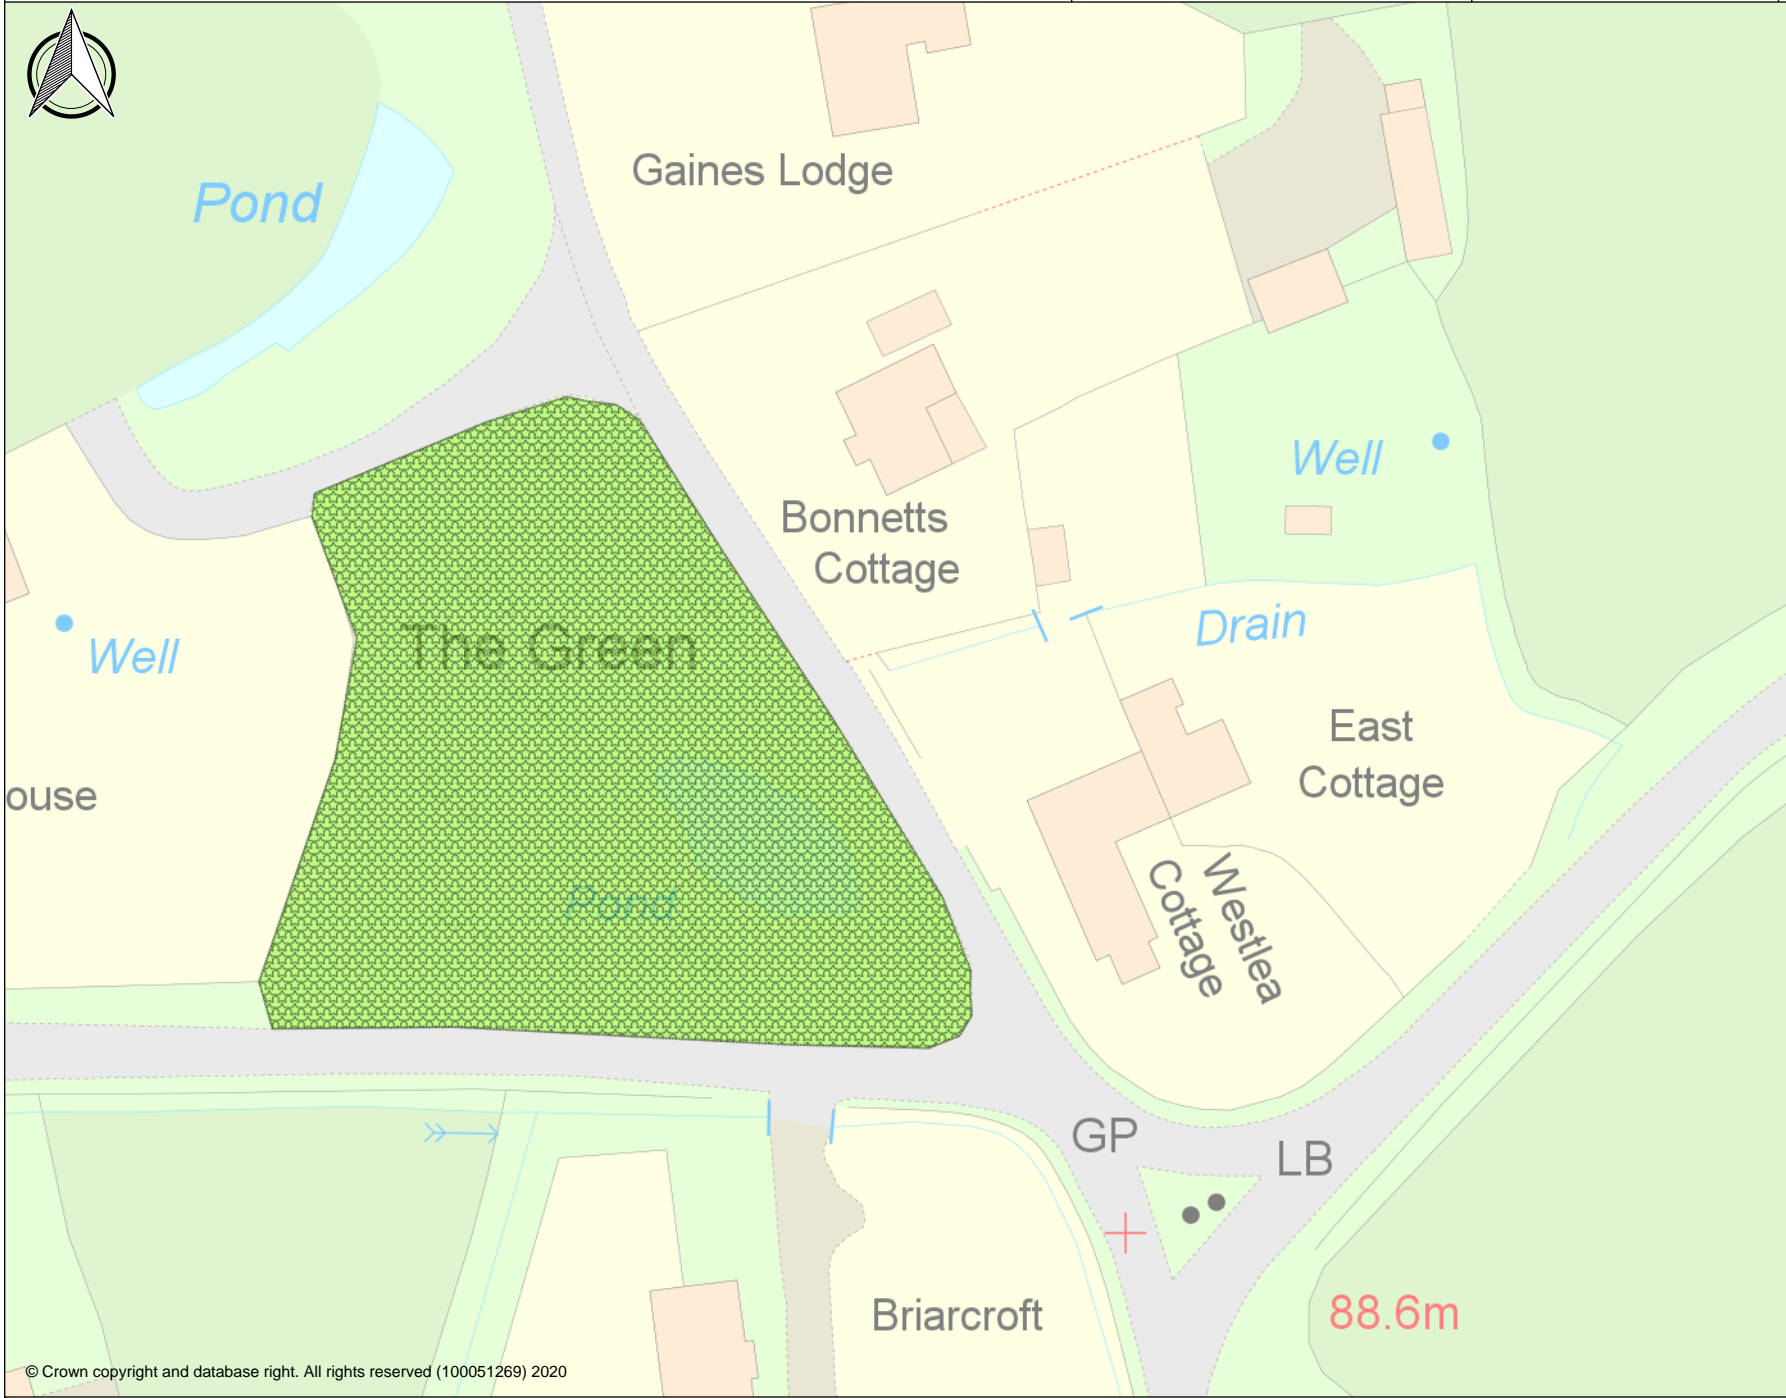 Gaines Lodge
Pond
Well
Bonnetts
Cottage
Drain
The Green
Well
East
Cottage
ouse
Westlea
Cottage
Pond
GP
LB
Briarcroft
88.6m
© Crown copyright and database right. All rights reserved (100051269) 2020